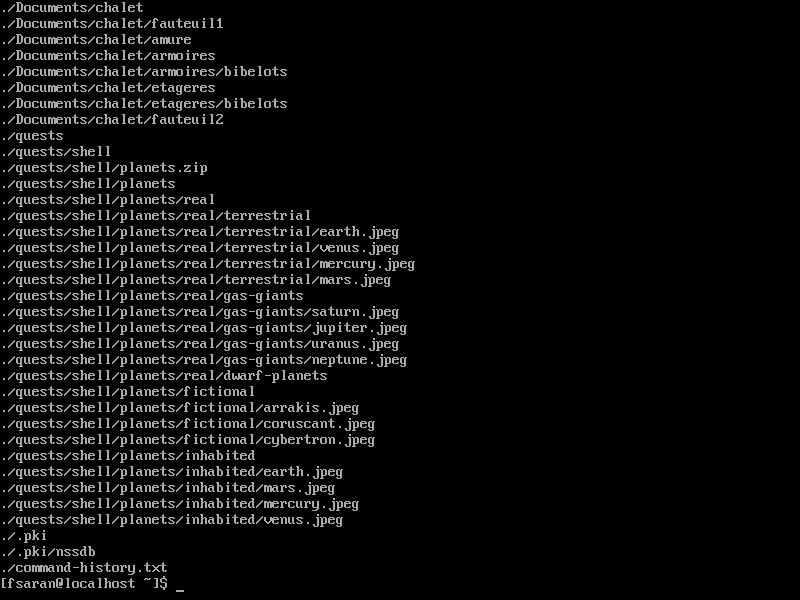 ./Documents/chalet
./Documents/chalet/fauteuil1
./Documents/chalet/amure
./Documents/chalet/armoires
./Documents/chalet/armoires/bibelots
./Documents/chalet/etageres
./Documents/chalet/etageres/bibelots
./Documents/chalet/fauteuil2
./quests
./quests/shell
./quests/shell/planets.zip
./quests/shell/planets
./quests/shell/planets/real
./quests/shell/planets/real/terrestrial
./quests/shell/planets/real/terrestrial/earth.jpeg
./quests/shell/planets/real/terrestrial/venus.jpeg
./quests/shell/planets/real/terrestrial/mercury.jpeg
./quests/shell/planets/real/terrestrial/mars.jpeg
./quests/shell/planets/real/gas-giants
./quests/shell/planets/real/gas-giants/saturn.jpeg
./quests/shell/planets/real/gas-giants/jupiter.jpeg
./quests/shell/planets/real/gas-giants/uranus.jpeg
./quests/shell/planets/real/gas-giants/neptune.jpeg
./quests/shell/planets/real/dwarf-planets
./quests/shell/planets/fictional
./quests/shell/planets/fictional/arrakis.jpeg
./quests/shell/planets/fictional/coruscant.jpeg
./quests/shell/planets/fictional/cybertron.jpeg
./quests/shell/planets/inhabited
./quests/shell/planets/inhabited/earth.jpeg
./quests/shell/planets/inhabited/mars.jpeg
./quests/shell/planets/inhabited/mercury.jpeg
./quests/shell/planets/inhabited/venus.jpeg
./.pki
./.pki/nssdb
./command-history.txt
[fsaran@localhost ~]$ _